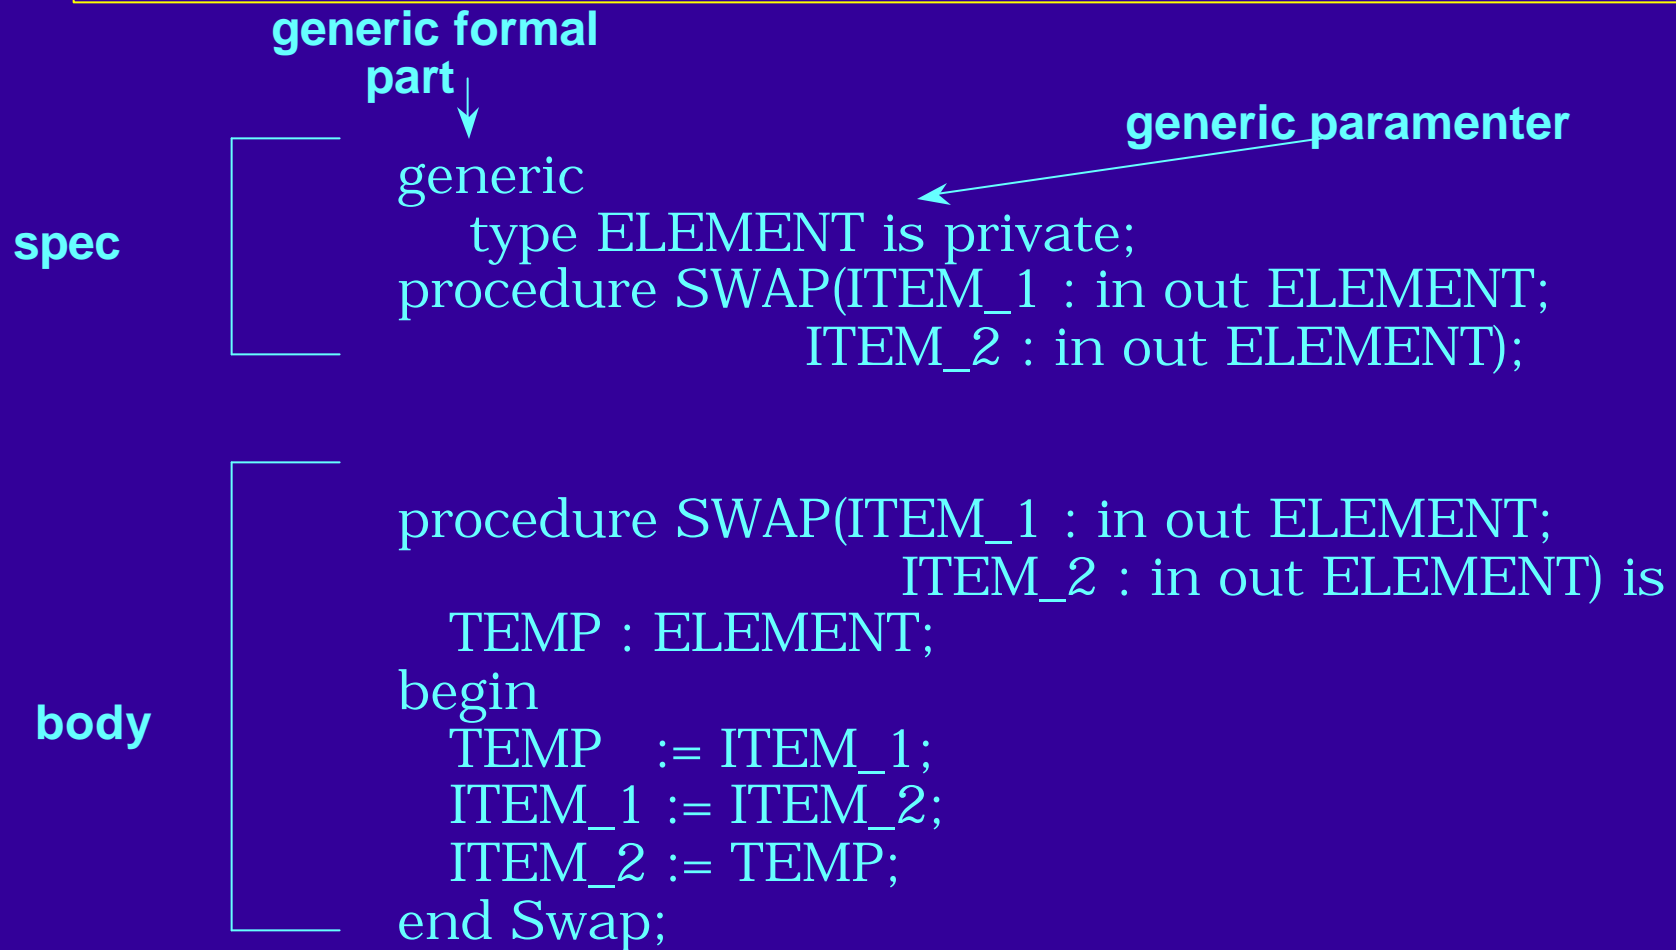 generic formal
part
generic paramenter
spec
generic
type ELEMENT is private;
procedure SWAP(ITEM_1 : in out ELEMENT;
ITEM_2 : in out ELEMENT);
body
procedure SWAP(ITEM_1 : in out ELEMENT;
ITEM_2 : in out ELEMENT) is
TEMP : ELEMENT;
begin
TEMP := ITEM_1;
ITEM_1 := ITEM_2;
ITEM_2 := TEMP;
end Swap;